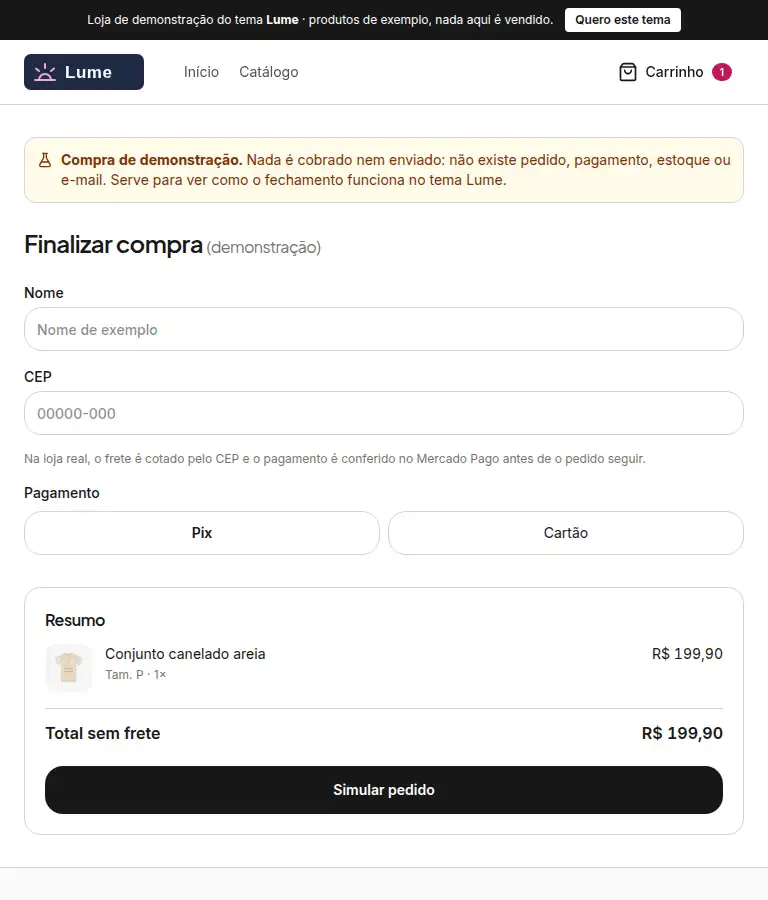 Loja de demonstração do tema Lume · produtos de exemplo, nada aqui é vendido. Quero este tema
Lume Início Catálogo Carrinho 1
Compra de demonstração. Nada é cobrado nem enviado: não existe pedido, pagamento, estoque ou
e-mail. Serve para ver como o fechamento funciona no tema Lume.
Finalizar compra (demonstração)
Nome
Nome de exemplo
CEP
00000-000
Na loja real, o frete é cotado pelo CEP e o pagamento é conferido no Mercado Pago antes de o pedido seguir.
Pagamento
Pix Cartão
Resumo
Conjunto canelado areia R$ 199,90
Tam. P · 1×
Total sem frete R$ 199,90
Simular pedido